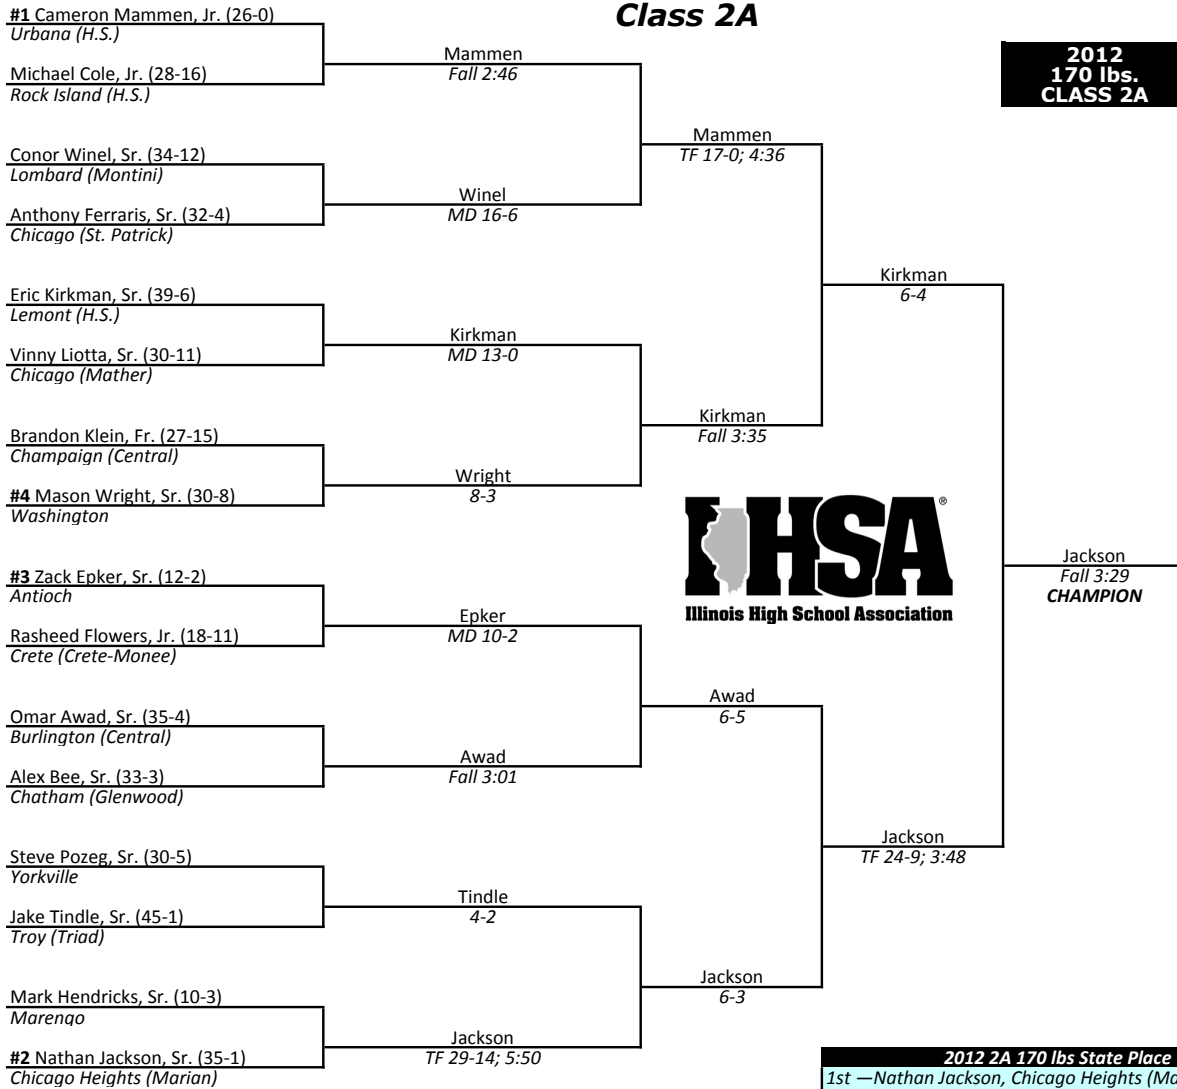 Class 2A
2012
170 lbs.
CLASS 2A
#1 Cameron Mammen, Jr. (26-0)
Urbana (H.S.)
Michael Cole, Jr. (28-16)
Rock Island (H.S.)
Conor Winel, Sr. (34-12)
Lombard (Montini)
Anthony Ferraris, Sr. (32-4)
Chicago (St. Patrick)
Eric Kirkman, Sr. (39-6)
Lemont (H.S.)
Vinny Liotta, Sr. (30-11)
Chicago (Mather)
Brandon Klein, Fr. (27-15)
Champaign (Central)
#4 Mason Wright, Sr. (30-8)
Washington
#3 Zack Epker, Sr. (12-2)
Antioch
Rasheed Flowers, Jr. (18-11)
Crete (Crete-Monee)
Omar Awad, Sr. (35-4)
Burlington (Central)
Alex Bee, Sr. (33-3)
Chatham (Glenwood)
Steve Pozeg, Sr. (30-5)
Yorkville
Jake Tindle, Sr. (45-1)
Troy (Triad)
Mark Hendricks, Sr. (10-3)
Marengo
#2 Nathan Jackson, Sr. (35-1)
Chicago Heights (Marian)
Mammen
Fall 2:46
Winel
MD 16-6
Kirkman
MD 13-0
Wright
8-3
Epker
MD 10-2
Awad
Fall 3:01
Tindle
4-2
Jackson
TF 29-14; 5:50
Mammen
TF 17-0; 4:36
Kirkman
Fall 3:35
Awad
6-5
Jackson
6-3
Kirkman
6-4
Jackson
TF 24-9; 3:48
IHSA®
Illinois High School Association
Jackson
Fall 3:29
CHAMPION
2012 2A 170 lbs State Place
1st —Nathan Jackson, Chicago Heights (Ma